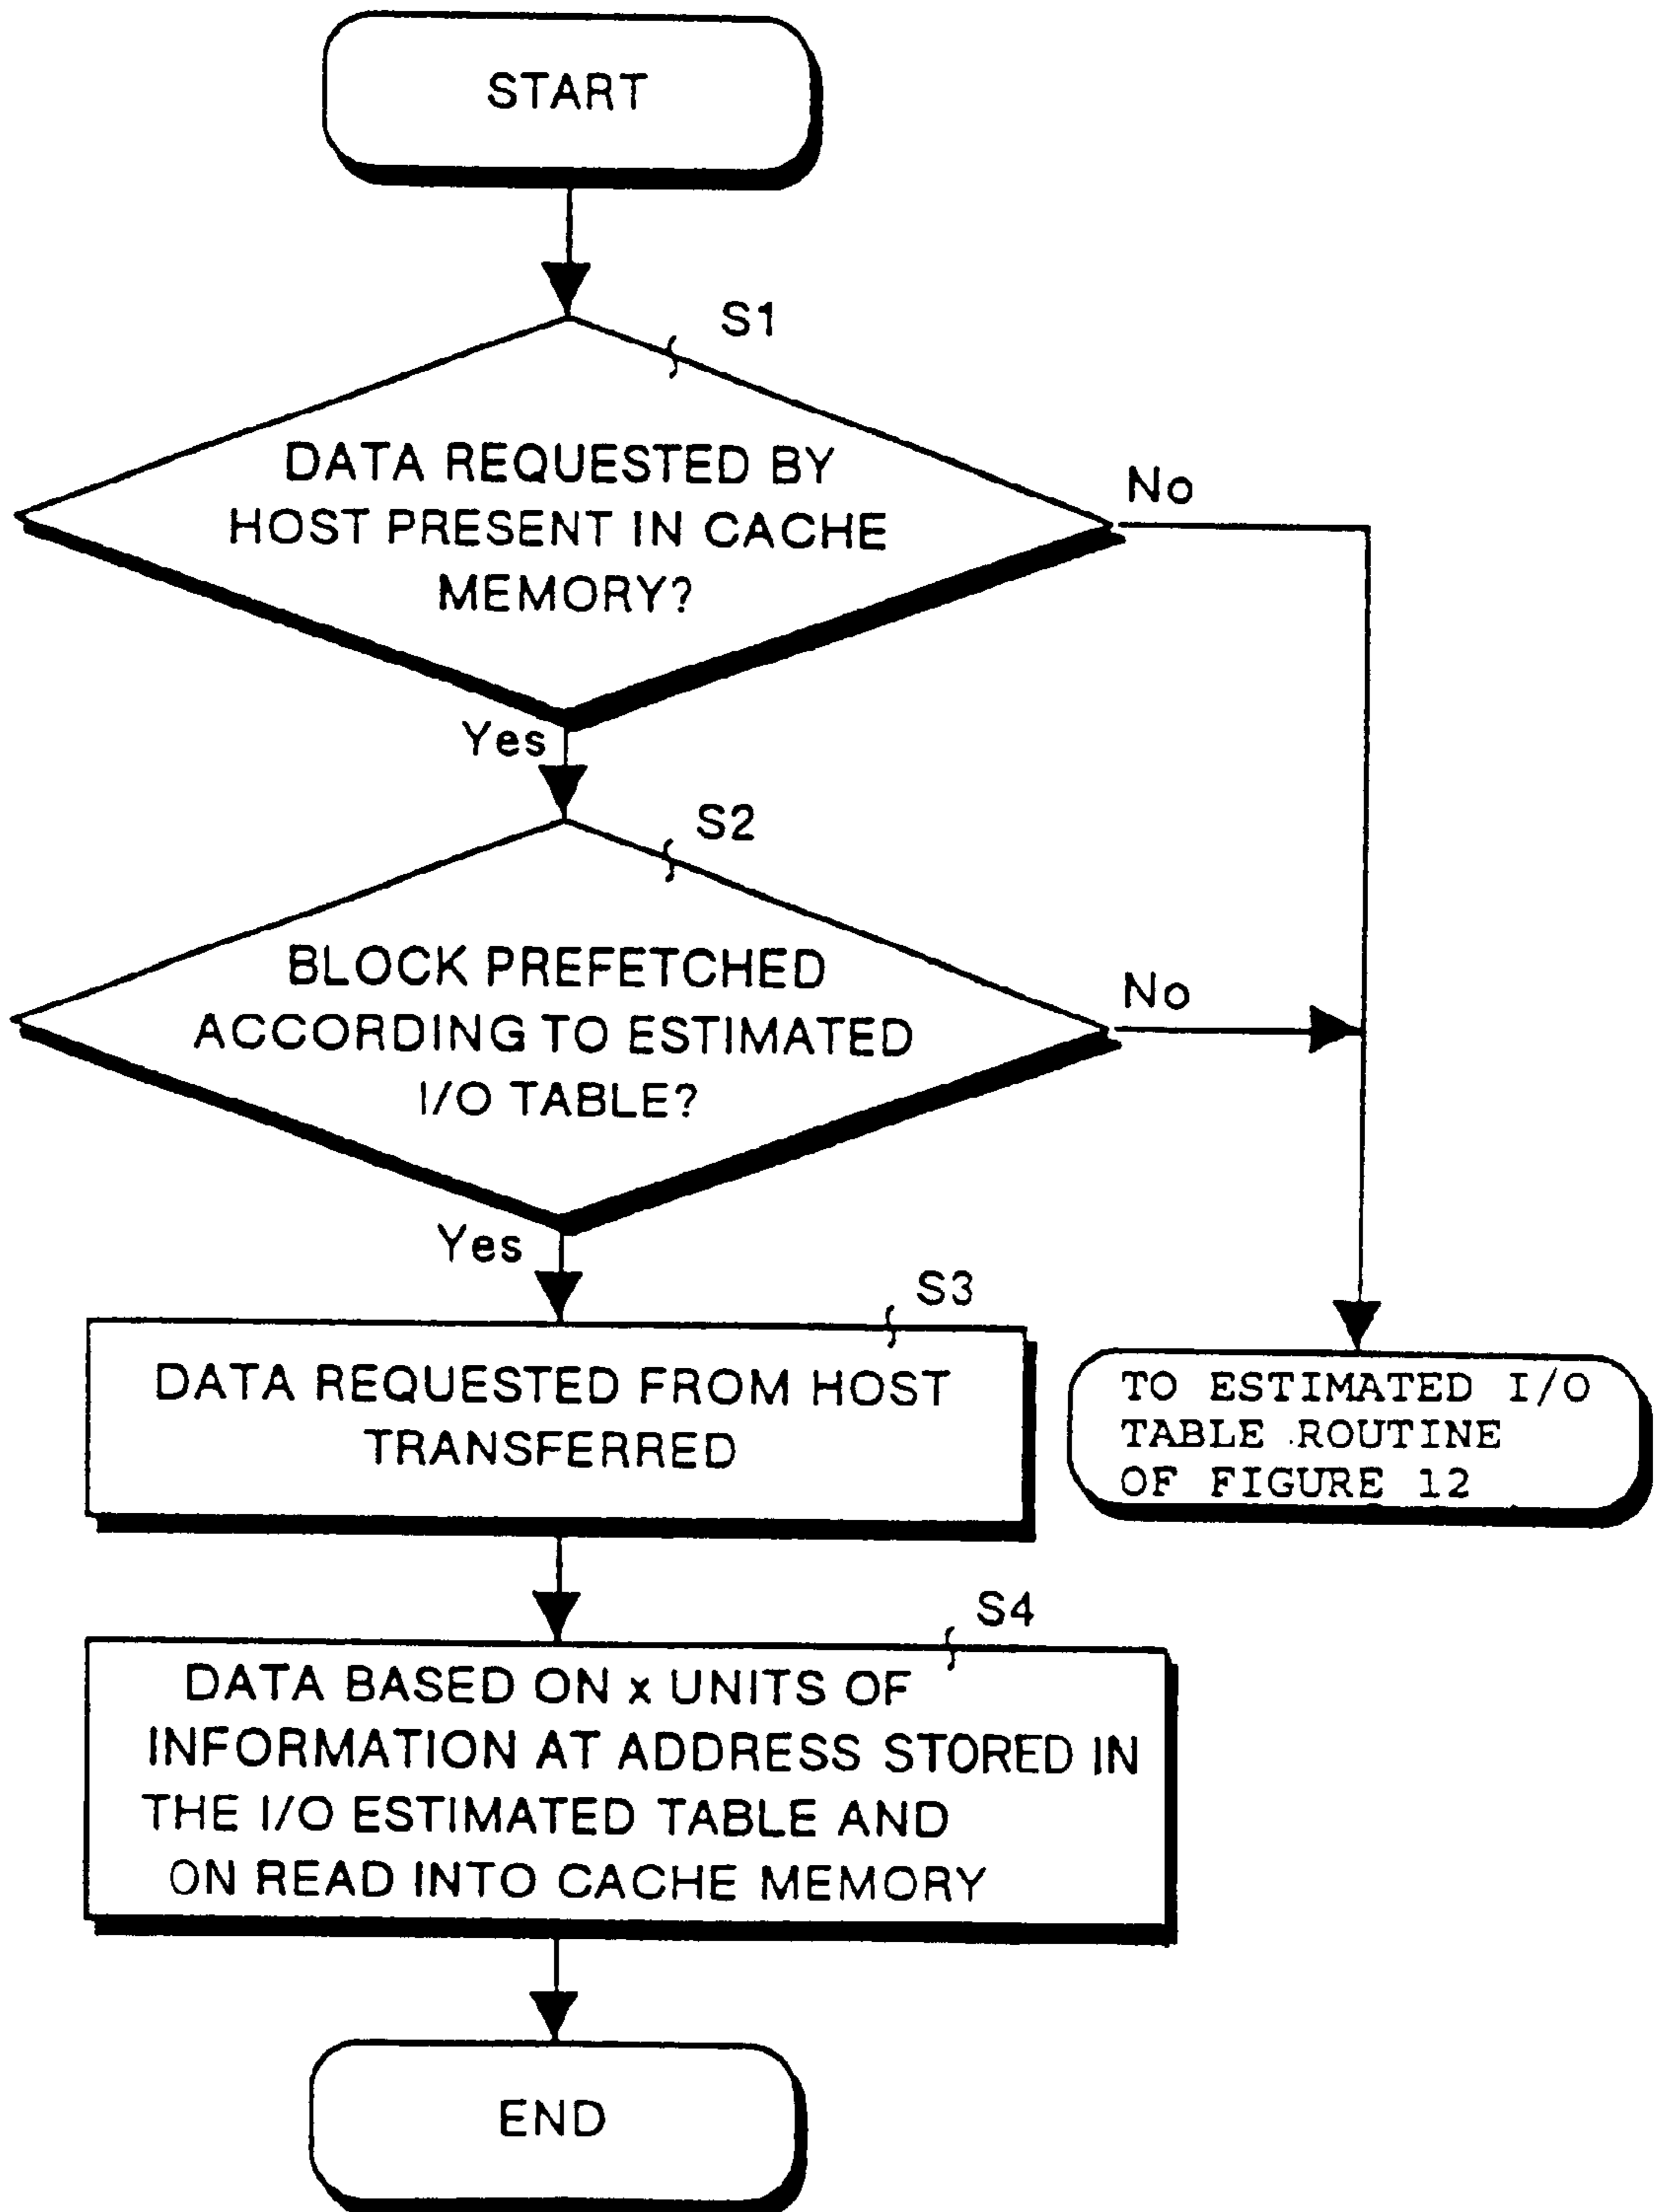 START
S1
DATA REQUESTED BY
HOST PRESENT IN CACHE
MEMORY?
No
Yes
S2
BLOCK PREFETCHED
ACCORDING TO ESTIMATED
I/O TABLE?
No
Yes
S3
DATA REQUESTED FROM HOST
TRANSFERRED
TO ESTIMATED I/O
TABLE ROUTINE
OF FIGURE 12
S4
DATA BASED ON x UNITS OF
INFORMATION AT ADDRESS STORED IN
THE I/O ESTIMATED TABLE AND
ON READ INTO CACHE MEMORY
END